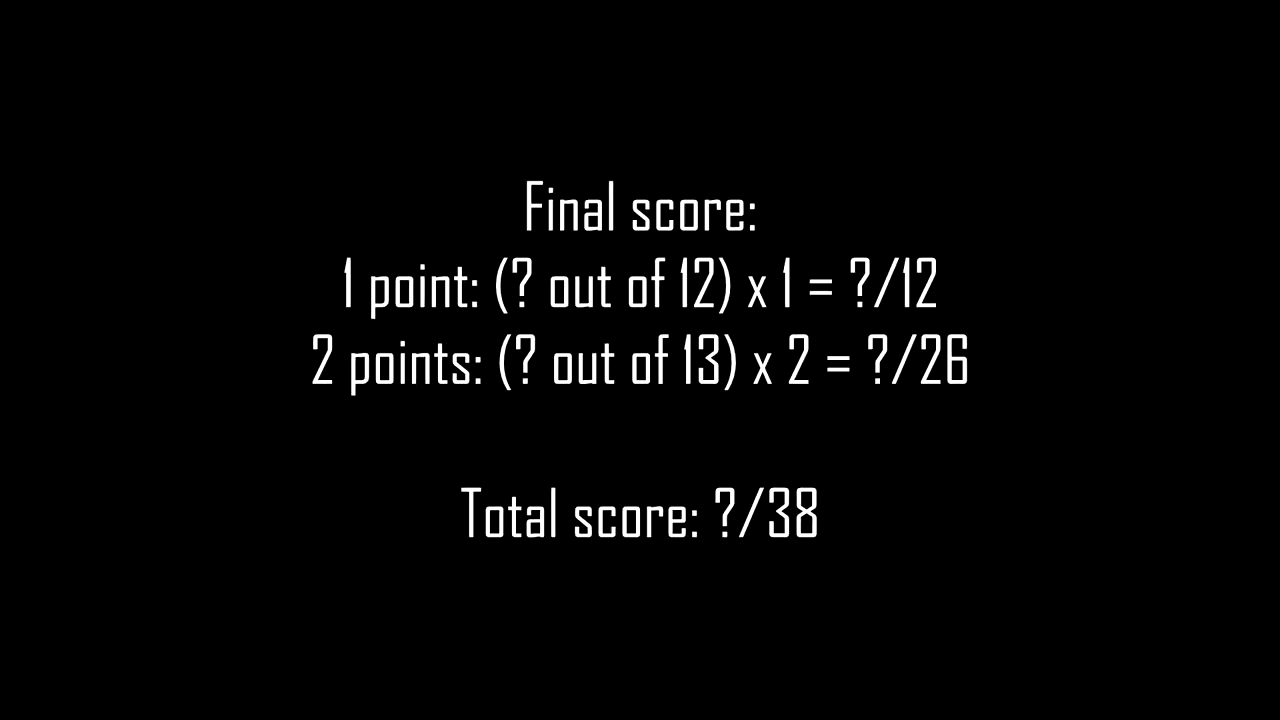 Final score:
1 point: (? out of 12) x 1 = ?/12
2 points: (? out of 13) x 2 = ?/26
Total score: ?/38